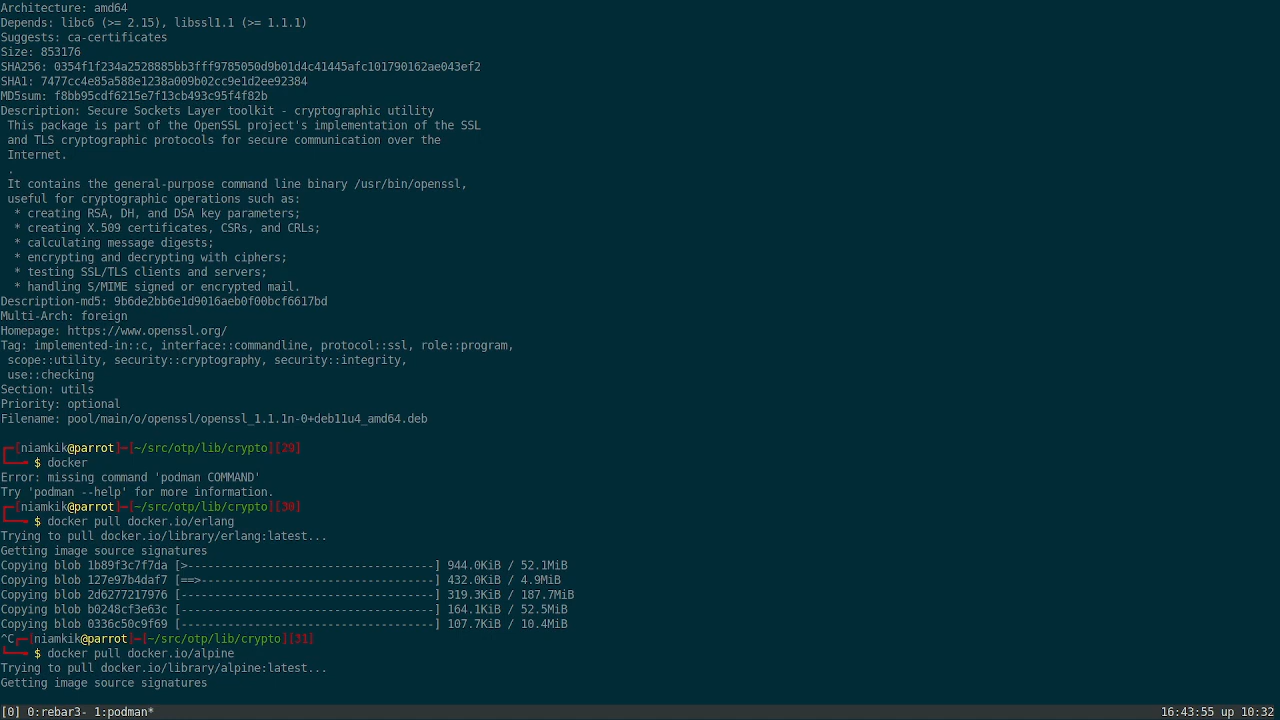 Architecture: amd64
Depends: libc6 (>= 2.15), libssl1.1 (>= 1.1.1)
Suggests: ca-certificates
Size: 853176
SHA256: 0354f1f234a2528885bb3fff9785050d9b01d4c41445afc101790162ae043ef2
SHA1: 7477cc4e85a588e1238a009b02cc9e1d2ee92384
MD5sum: f8bb95cdf6215e7f13cb493c95f4f82b
Description: Secure Sockets Layer toolkit - cryptographic utility
 This package is part of the OpenSSL project's implementation of the SSL
 and TLS cryptographic protocols for secure communication over the
 Internet.
 .
 It contains the general-purpose command line binary /usr/bin/openssl,
 useful for cryptographic operations such as:
  * creating RSA, DH, and DSA key parameters;
  * creating X.509 certificates, CSRs, and CRLs;
  * calculating message digests;
  * encrypting and decrypting with ciphers;
  * testing SSL/TLS clients and servers;
  * handling S/MIME signed or encrypted mail.
Description-md5: 9b6de2bb6e1d9016aeb0f00bcf6617bd
Multi-Arch: foreign
Homepage: https://www.openssl.org/
Tag: implemented-in::c, interface::commandline, protocol::ssl, role::program,
 scope::utility, security::cryptography, security::integrity,
 use::checking
Section: utils
Priority: optional
Filename: pool/main/o/openssl/openssl_1.1.1n-0+deb11u4_amd64.deb

┌─[niamkik@parrot]─[~/src/otp/lib/crypto][29]
└──╼ $ docker
Error: missing command 'podman COMMAND'
Try 'podman --help' for more information.
┌─[niamkik@parrot]─[~/src/otp/lib/crypto][30]
└──╼ $ docker pull docker.io/erlang
Trying to pull docker.io/library/erlang:latest...
Getting image source signatures
Copying blob 1b89f3c7f7da [>-------------------------------------] 944.0KiB / 52.1MiB
Copying blob 127e97b4daf7 [==>-----------------------------------] 432.0KiB / 4.9MiB
Copying blob 2d6277217976 [--------------------------------------] 319.3KiB / 187.7MiB
Copying blob b0248cf3e63c [--------------------------------------] 164.1KiB / 52.5MiB
Copying blob 0336c50c9f69 [--------------------------------------] 107.7KiB / 10.4MiB
^C┌─[niamkik@parrot]─[~/src/otp/lib/crypto][31]
└──╼ $ docker pull docker.io/alpine
Trying to pull docker.io/library/alpine:latest...
Getting image source signatures
[0] 0:rebar3- 1:podman* 16:43:55 up 10:32